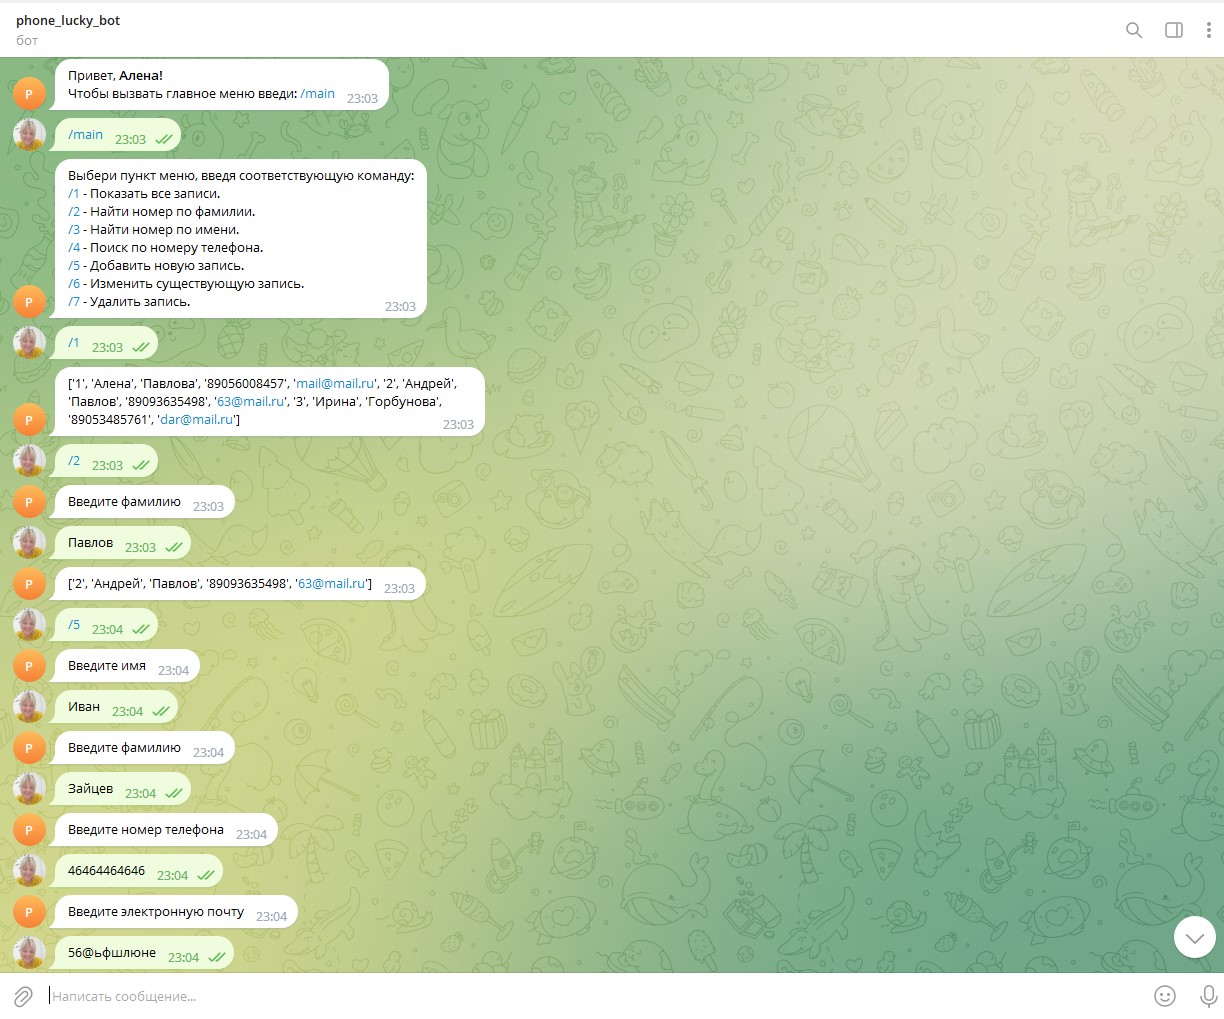 phone_lucky_bot
бот
Привет, Алена!
Чтобы вызвать главное меню введи: /main 23:03
P
/main 23:03
Выбери пункт меню, введя соответствующую команду:
/1 - Показать все записи.
/2 - Найти номер по фамилии.
/3 - Найти номер по имени.
/4 - Поиск по номеру телефона.
/5 - Добавить новую запись.
/6 - Изменить существующую запись.
/7 - Удалить запись. 23:03
P
/1 23:03
['1', 'Алена', 'Павлова', '89056008457', 'mail@mail.ru', '2', 'Андрей',
'Павлов', '89093635498', '63@mail.ru', '3', 'Ирина', 'Горбунова',
'89053485761', 'dar@mail.ru'] 23:03
P
/2 23:03
P Введите фамилию 23:03
Павлов 23:03
P ['2', 'Андрей', 'Павлов', '89093635498', '63@mail.ru'] 23:03
/5 23:04
P Введите имя 23:04
Иван 23:04
P Введите фамилию 23:04
Зайцев 23:04
P Введите номер телефона 23:04
46464464646 23:04
P Введите электронную почту 23:04
56@ьфшлюне 23:04
Написать сообщение...